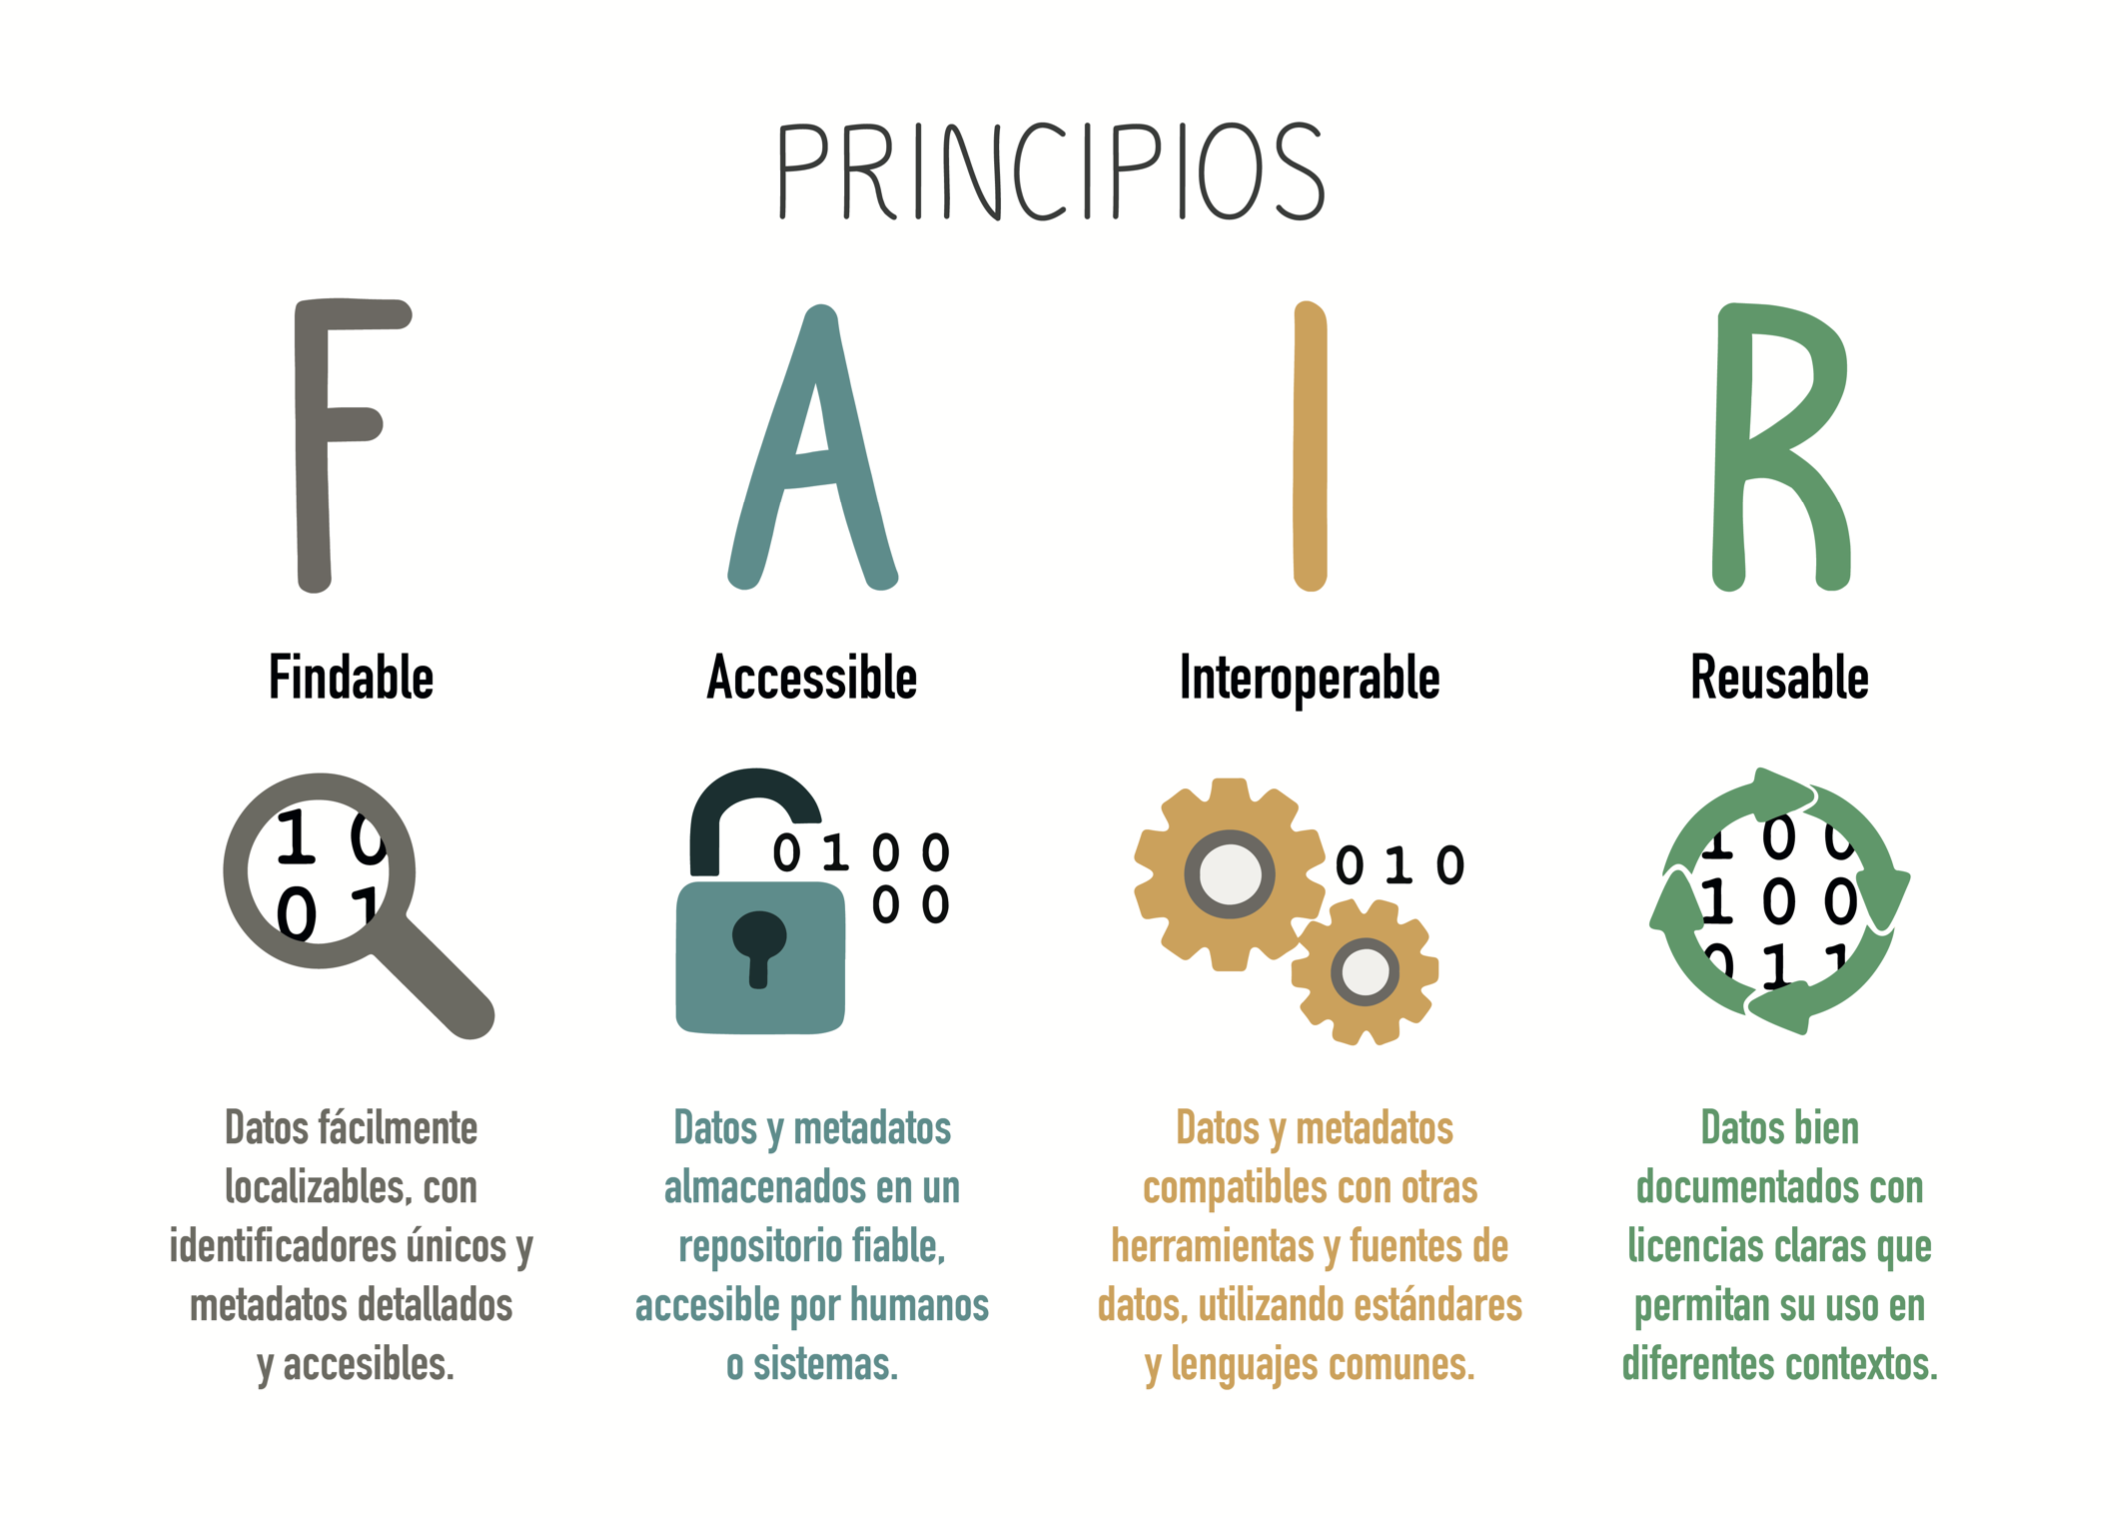 PRINCIPIOS
F A I R
Findable
Accessible
Interoperable
Reusable
1 0
0 1
0 1 0 0
0 0
0 1 0
1 0 0
1 0 0
0 1 1
Datos fácilmente
localizables, con
identificadores únicos y
metadatos detallados
y accesibles.
Datos y metadatos
almacenados en un
repositorio fiable,
accesible por humanos
o sistemas.
Datos y metadatos
compatibles con otras
herramientas y fuentes de
datos, utilizando estándares
y lenguajes comunes.
Datos bien
documentados con
licencias claras que
permitan su uso en
diferentes contextos.